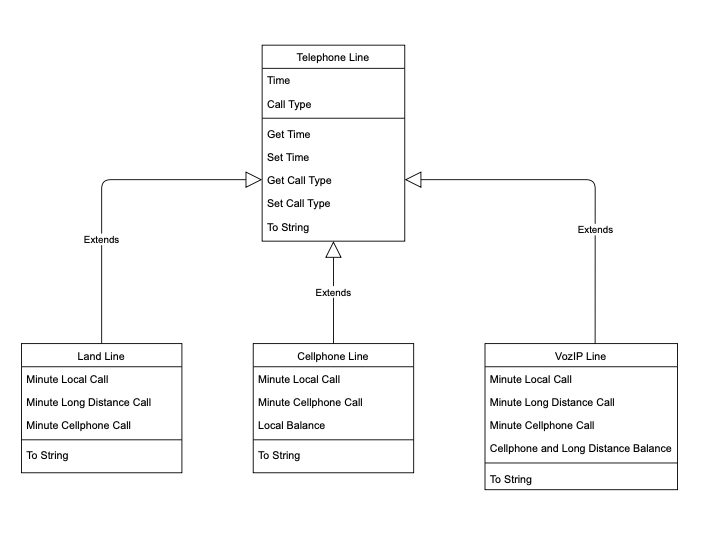 Telephone Line
Time
Call Type
Get Time
Set Time
Get Call Type
Set Call Type
To String
Extends
Extends
Extends
Land Line
Minute Local Call
Minute Long Distance Call
Minute Cellphone Call
To String
Cellphone Line
Minute Local Call
Minute Cellphone Call
Local Balance
To String
VozIP Line
Minute Local Call
Minute Long Distance Call
Minute Cellphone Call
Cellphone and Long Distance Balance
To String